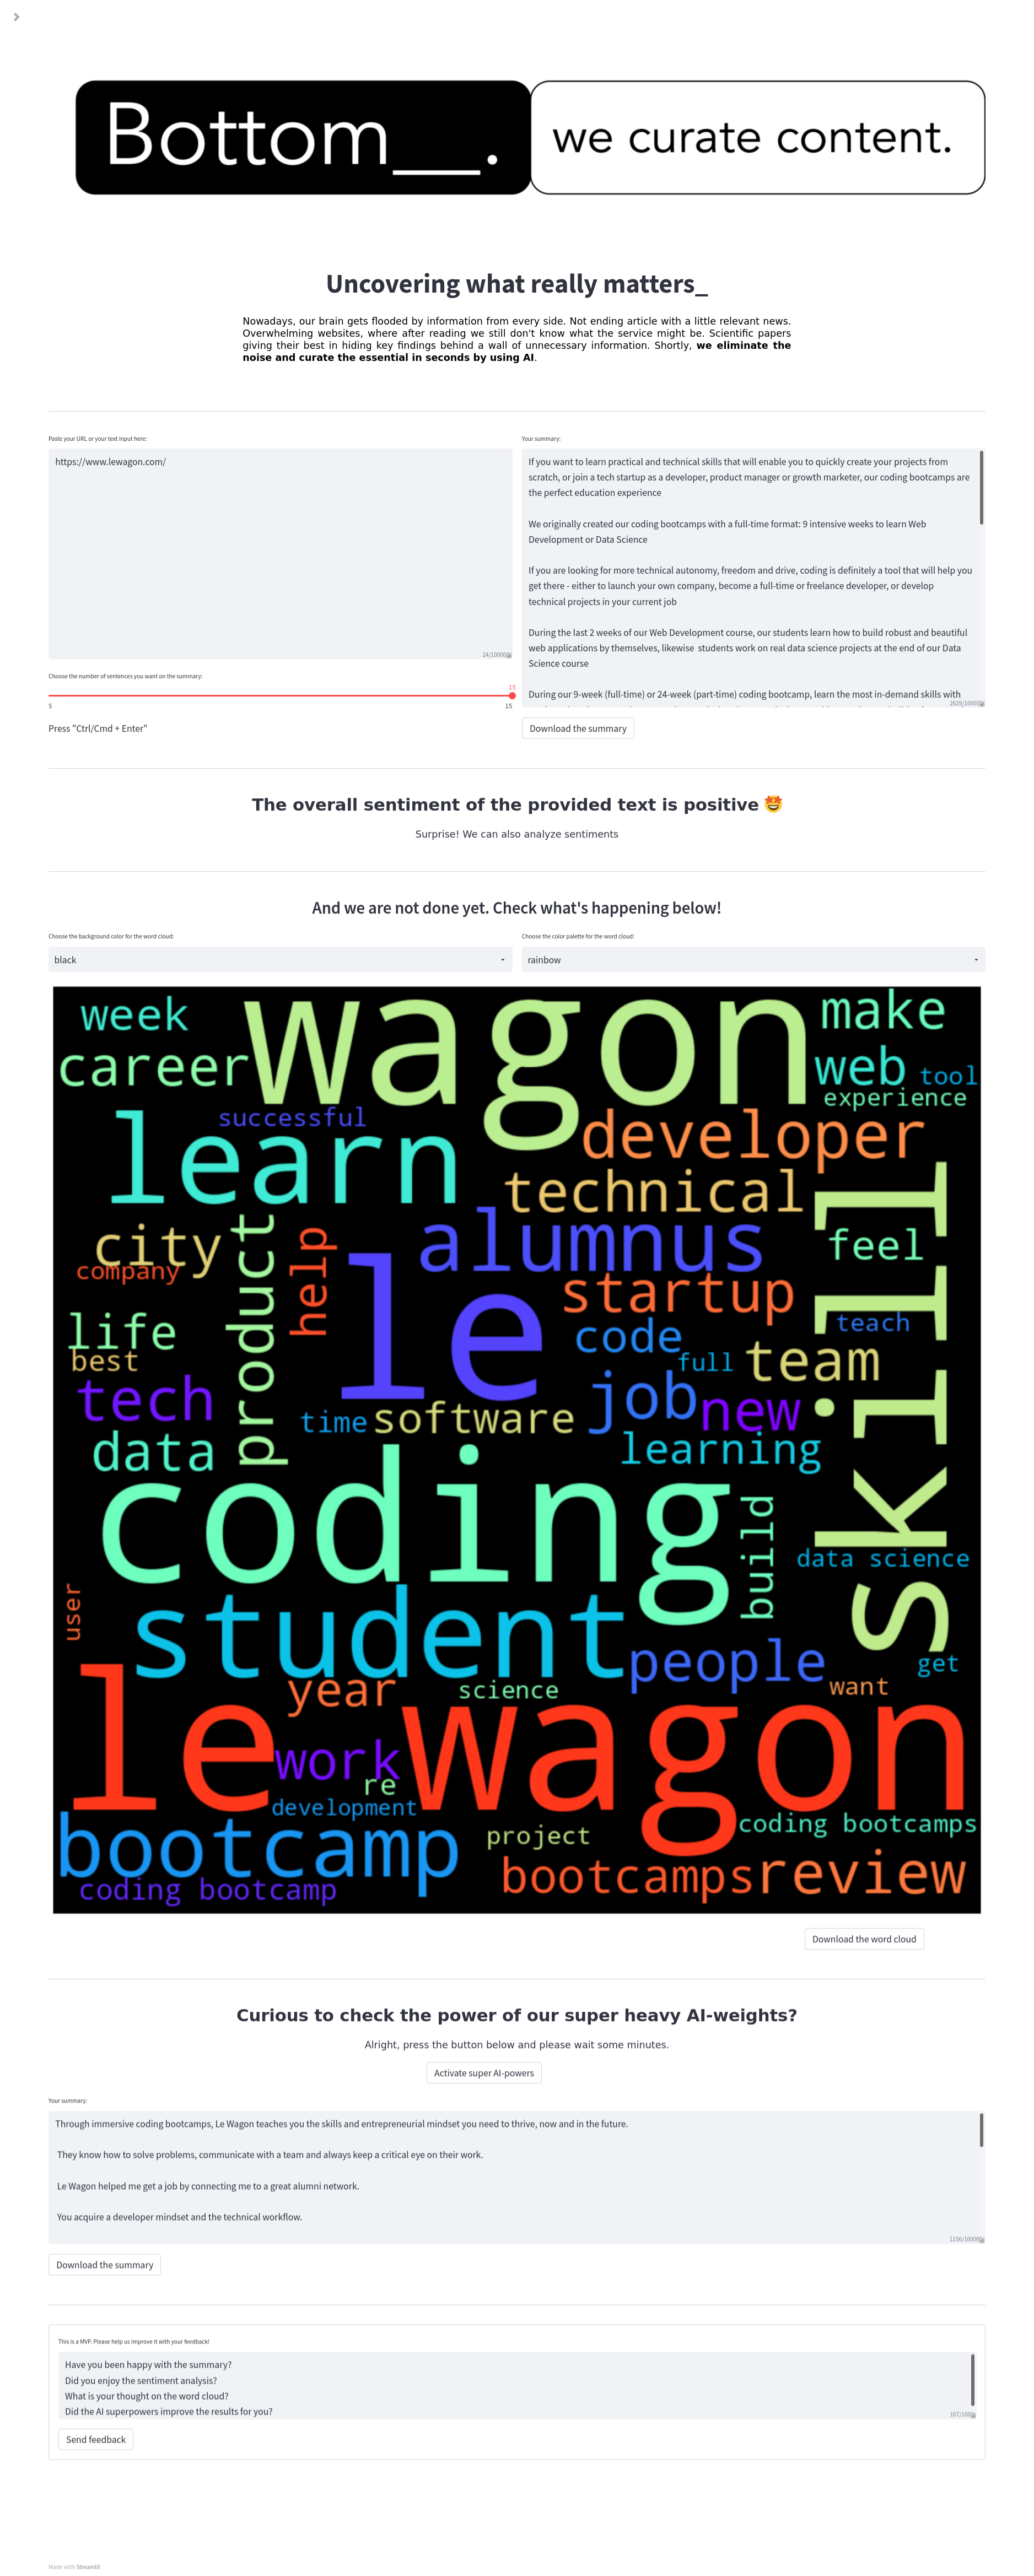 Bottom__.
we curate content.
Uncovering what really matters_
Nowadays, our brain gets flooded by information from every side. Not ending article with a little relevant news.
Overwhelming websites, where after reading we still don't know what the service might be. Scientific papers
giving their best in hiding key findings behind a wall of unnecessary information. Shortly, we eliminate the
noise and curate the essential in seconds by using AI.
Paste your URL or your text input here:
https://www.lewagon.com/
24/100000
Choose the number of sentences you want on the summary:
15
5
15
Press "Ctrl/Cmd + Enter"
Your summary:
If you want to learn practical and technical skills that will enable you to quickly create your projects from
scratch, or join a tech startup as a developer, product manager or growth marketer, our coding bootcamps are
the perfect education experience
We originally created our coding bootcamps with a full-time format: 9 intensive weeks to learn Web
Development or Data Science
If you are looking for more technical autonomy, freedom and drive, coding is definitely a tool that will help you
get there - either to launch your own company, become a full-time or freelance developer, or develop
technical projects in your current job
During the last 2 weeks of our Web Development course, our students learn how to build robust and beautiful
web applications by themselves, likewise  students work on real data science projects at the end of our Data
Science course
During our 9-week (full-time) or 24-week (part-time) coding bootcamp, learn the most in-demand skills with
2629/100000
Download the summary
The overall sentiment of the provided text is positive 🤩
Surprise! We can also analyze sentiments
And we are not done yet. Check what's happening below!
Choose the background color for the word cloud:
black
Choose the color palette for the word cloud:
rainbow
week
wagon
make
career
web
tool
experience
successful
learn
developer
technical
city
company
product
help
alumnus
feel
skill
le
startup
life
best
code
teach
full
team
tech
time
software
job
new
data
learning
coding
build
data science
user
student
people
get
year
science
want
le wagon
work
re
development
bootcamp
project
coding bootcamps
coding bootcamp
bootcamps
review
Download the word cloud
Curious to check the power of our super heavy AI-weights?
Alright, press the button below and please wait some minutes.
Activate super AI-powers
Your summary:
Through immersive coding bootcamps, Le Wagon teaches you the skills and entrepreneurial mindset you need to thrive, now and in the future.
They know how to solve problems, communicate with a team and always keep a critical eye on their work.
Le Wagon helped me get a job by connecting me to a great alumni network.
You acquire a developer mindset and the technical workflow.
1156/100000
Download the summary
This is a MVP. Please help us improve it with your feedback!
Have you been happy with the summary?
Did you enjoy the sentiment analysis?
What is your thought on the word cloud?
Did the AI superpowers improve the results for you?
167/1000
Send feedback
Made with Streamlit